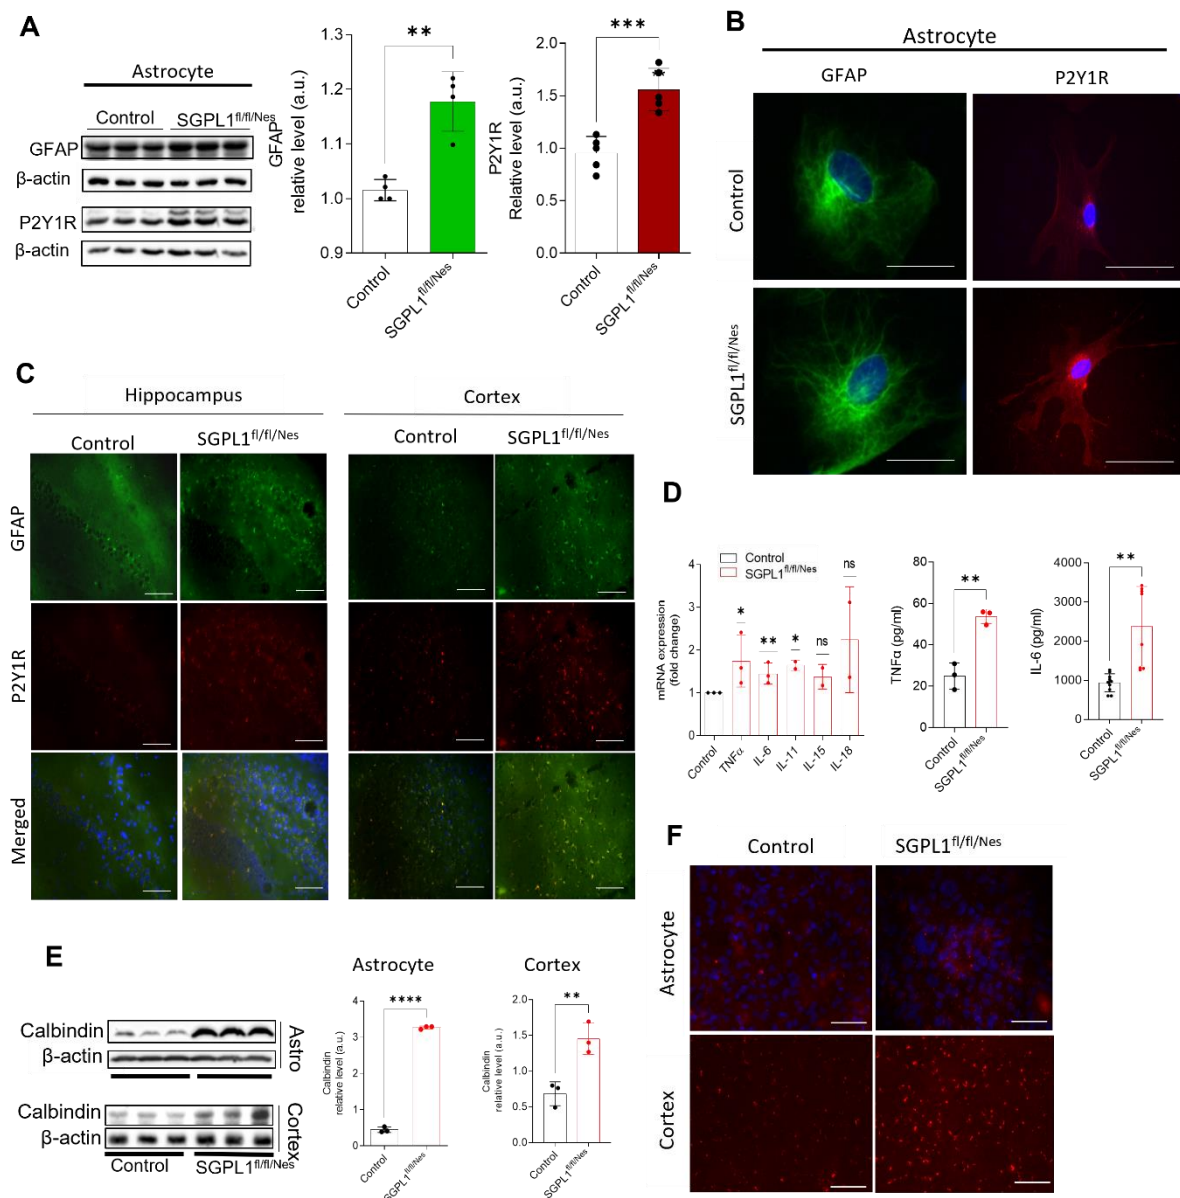 A
Astrocyte
Control SGPL1fl/fl/Nes
GFAP
β-actin
P2Y1R
β-actin
**
1.3
1.2
1.1
1.0
0.9
GFAP
relative level (a.u.)
Control
SGPL1fl/fl/Nes
***
2.0
1.5
1.0
0.5
0.0
P2Y1R
Relative level (a.u.)
Control
SGPL1fl/fl/Nes
B
Astrocyte
GFAP P2Y1R
Control
SGPL1fl/fl/Nes
C
Hippocampus Cortex
Control SGPL1fl/fl/Nes Control SGPL1fl/fl/Nes
GFAP
P2Y1R
Merged
D
Control
SGPL1fl/fl/Nes
mRNA expression
(fold change)
5
4
3
2
1
0
* ** * ns ns
Control TNFα IL-6 IL-11 IL-15 IL-18
TNFα (pg/ml)
80
60
40
20
0
**
Control
SGPL1fl/fl/Nes
IL-6 (pg/ml)
4000
3000
2000
1000
0
**
Control
SGPL1fl/fl/Nes
E
Calbindin
β-actin
Astro
Calbindin
β-actin
Cortex
Control SGPL1fl/fl/Nes
Astrocyte
****
4
3
2
1
0
Calbindin
relative level (a.u.)
Control
SGPL1fl/fl/Nes
Cortex
**
2.0
1.5
1.0
0.5
0.0
Calbindin
relative level (a.u.)
Control
SGPL1fl/fl/Nes
F
Control SGPL1fl/fl/Nes
Astrocyte
Cortex